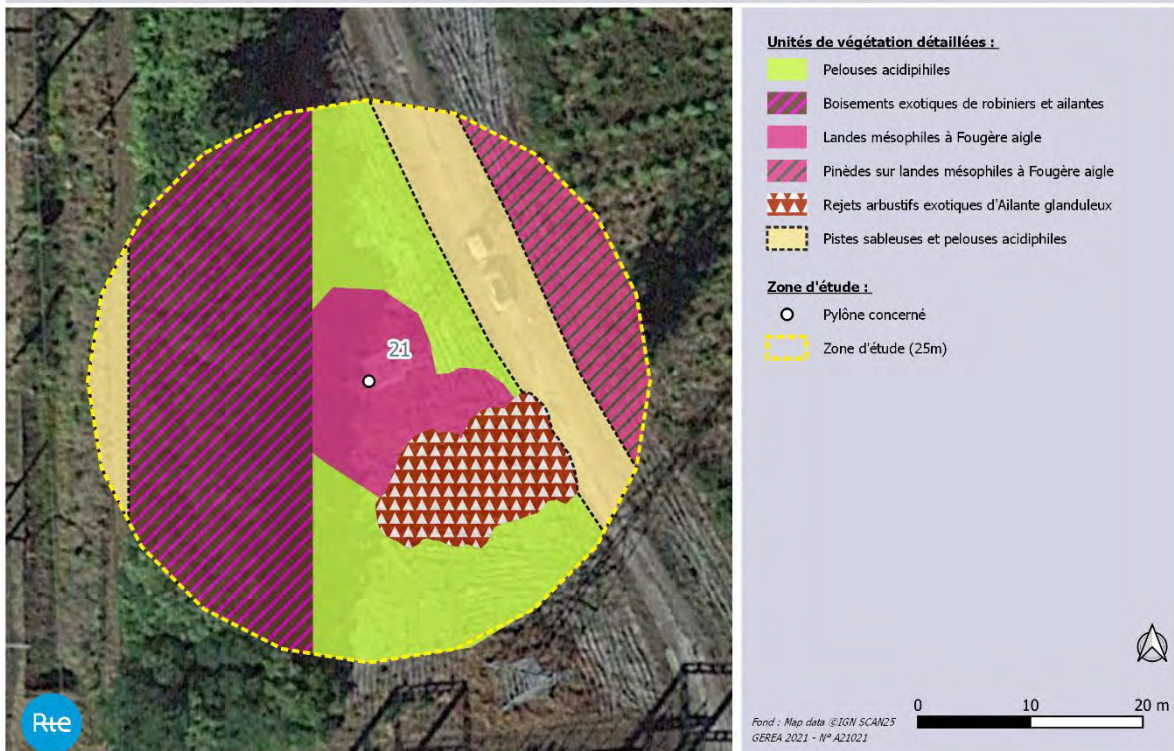 21
Rte
Unités de végétation détaillées :
Pelouses acidipihiles
Boisements exotiques de robiniers et ailantes
Landes mésophiles à Fougère aigle
Pinèdes sur landes mésophiles à Fougère aigle
Rejets arbustifs exotiques d'Ailante glanduleux
Pistes sableuses et pelouses acidiphiles
Zone d'étude :
Pylône concerné
Zone d'étude (25m)
0 10 20 m
Fond : Map data ©IGN SCAN25
GEREA 2021 - N° A21021